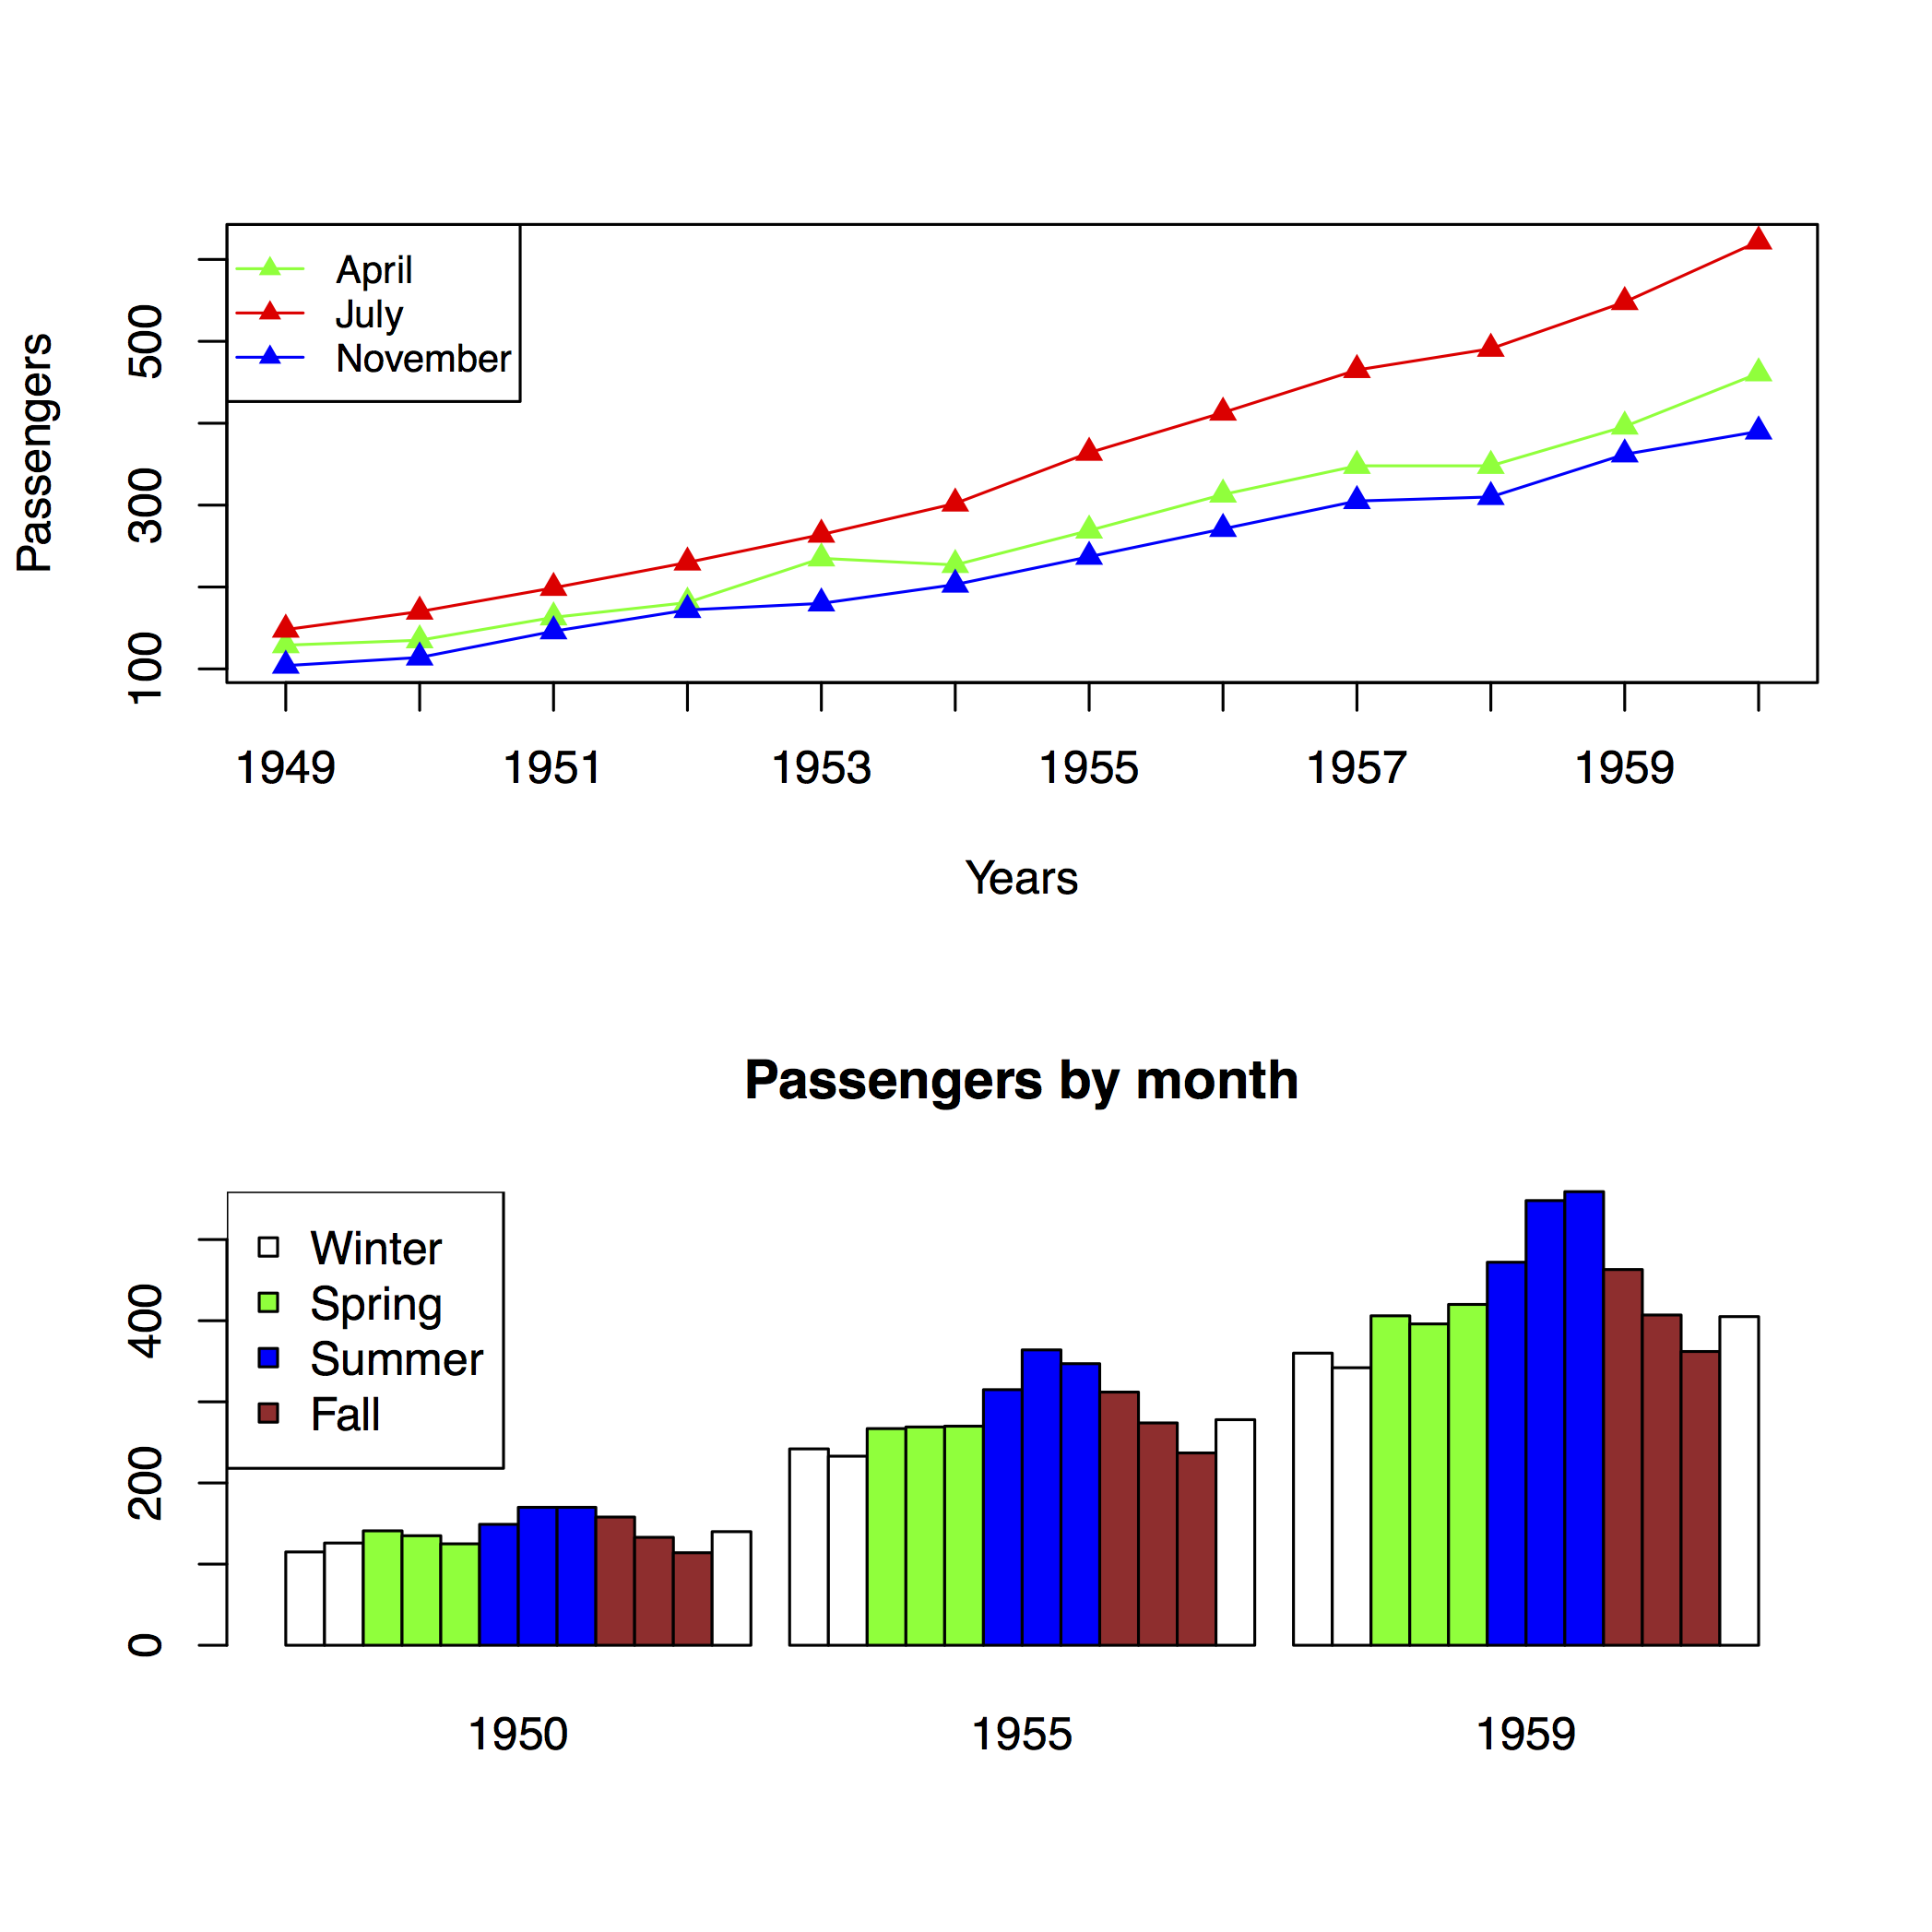 April
July
November
Passengers
500
300
100
1949 1951 1953 1955 1957 1959
Years
Passengers by month
Winter
Spring
Summer
Fall
400
200
0
1950 1955 1959